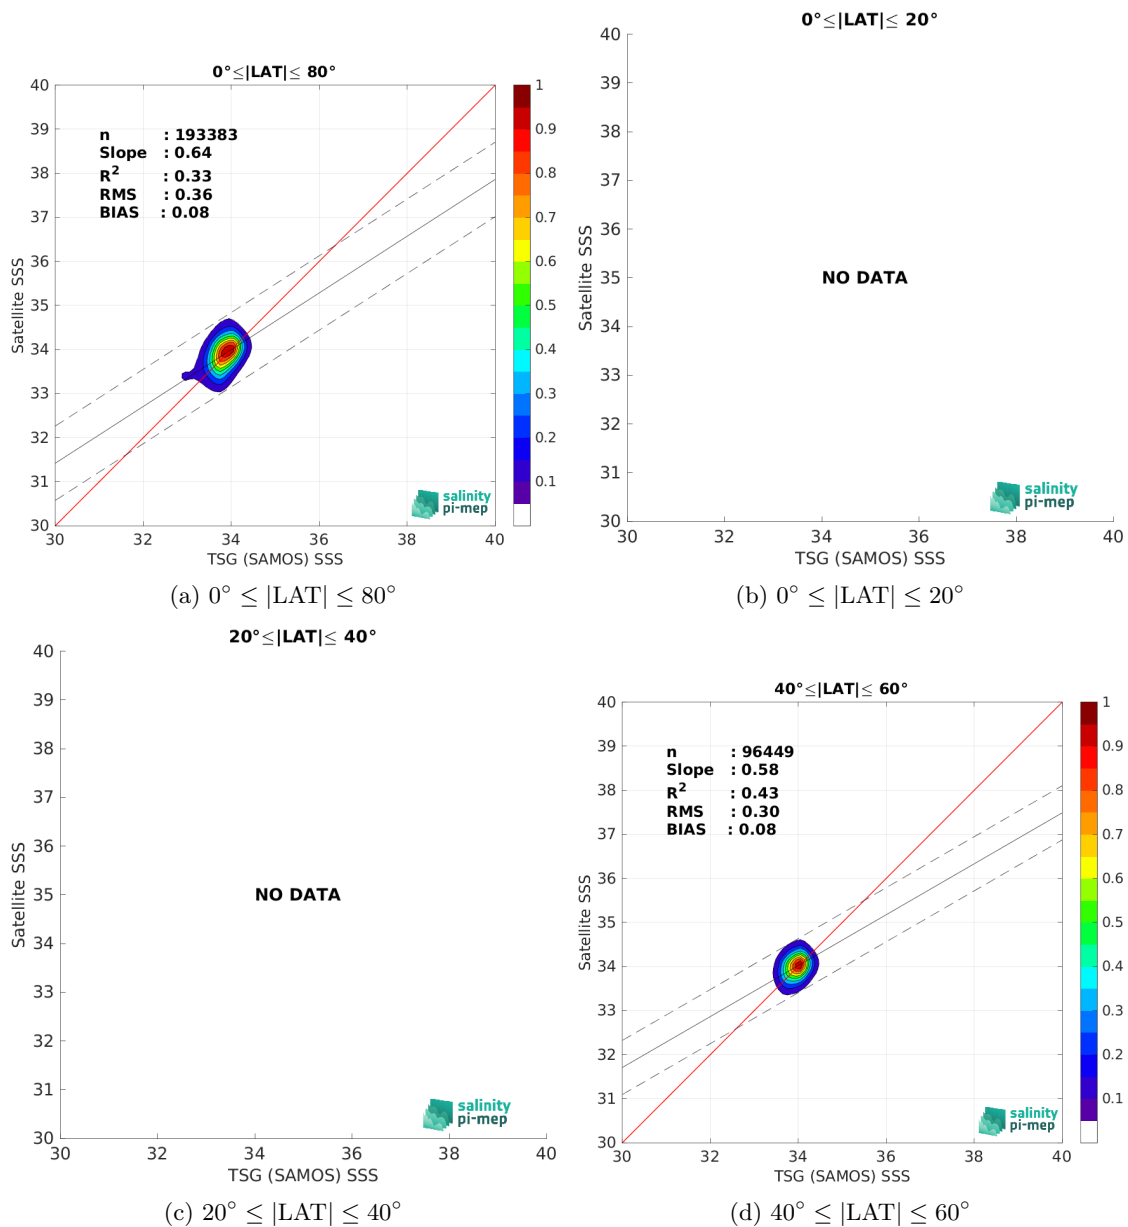 0°≤|LAT|≤ 80°
40
39
38
37
36
35
34
33
32
31
30
Satellite SSS
n : 193383
Slope : 0.64
R² : 0.33
RMS : 0.36
BIAS : 0.08
salinity
pi-mep
30 32 34 36 38 40
TSG (SAMOS) SSS
1
0.9
0.8
0.7
0.6
0.5
0.4
0.3
0.2
0.1
(a) 0° ≤ |LAT| ≤ 80°
0°≤|LAT|≤ 20°
40
39
38
37
36
35
34
33
32
31
30
Satellite SSS
NO DATA
salinity
pi-mep
30 32 34 36 38 40
TSG (SAMOS) SSS
(b) 0° ≤ |LAT| ≤ 20°
20°≤|LAT|≤ 40°
40
39
38
37
36
35
34
33
32
31
30
Satellite SSS
NO DATA
salinity
pi-mep
30 32 34 36 38 40
TSG (SAMOS) SSS
(c) 20° ≤ |LAT| ≤ 40°
40°≤|LAT|≤ 60°
40
39
38
37
36
35
34
33
32
31
30
Satellite SSS
n : 96449
Slope : 0.58
R² : 0.43
RMS : 0.30
BIAS : 0.08
salinity
pi-mep
30 32 34 36 38 40
TSG (SAMOS) SSS
1
0.9
0.8
0.7
0.6
0.5
0.4
0.3
0.2
0.1
(d) 40° ≤ |LAT| ≤ 60°